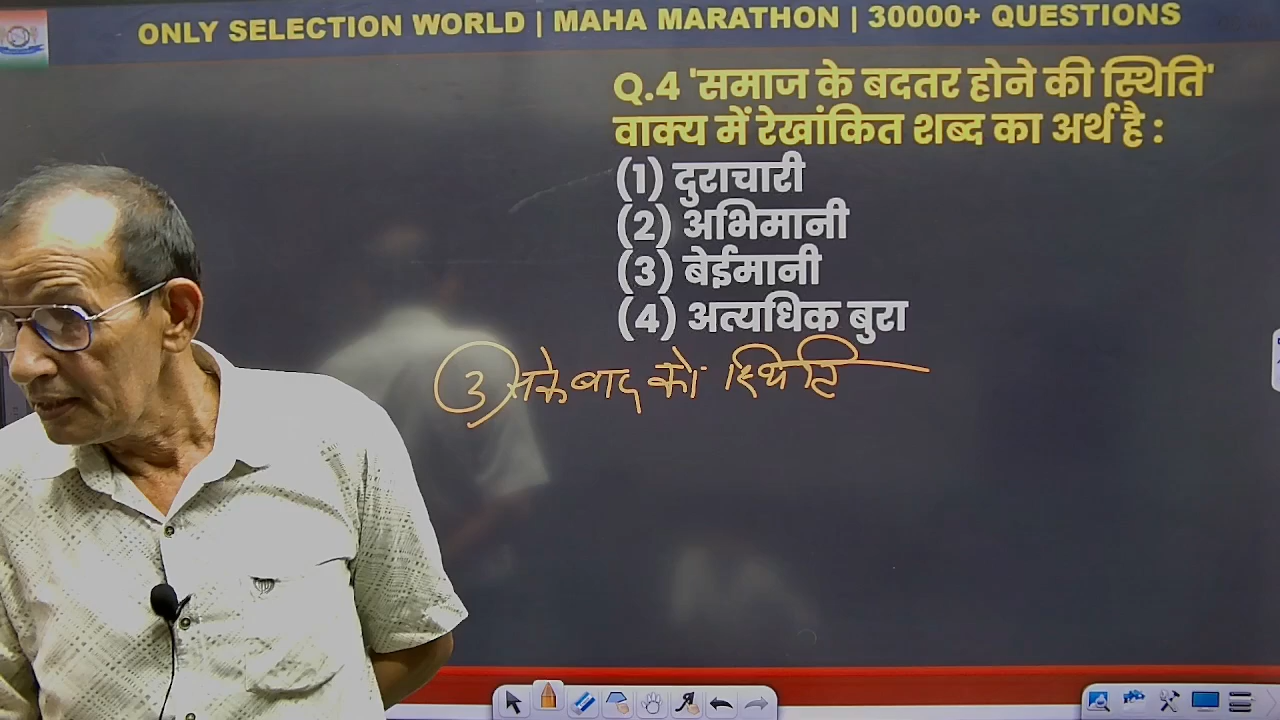 ONLY SELECTION WORLD | MAHA MARATHON | 30000+ QUESTIONS
Q.4 'समाज के बदतर होने की स्थिति'
वाक्य में रेखांकित शब्द का अर्थ है :
(1) दुराचारी
(2) अभिमानी
(3) बेईमानी
(4) अत्यधिक बुरा
के बाद की